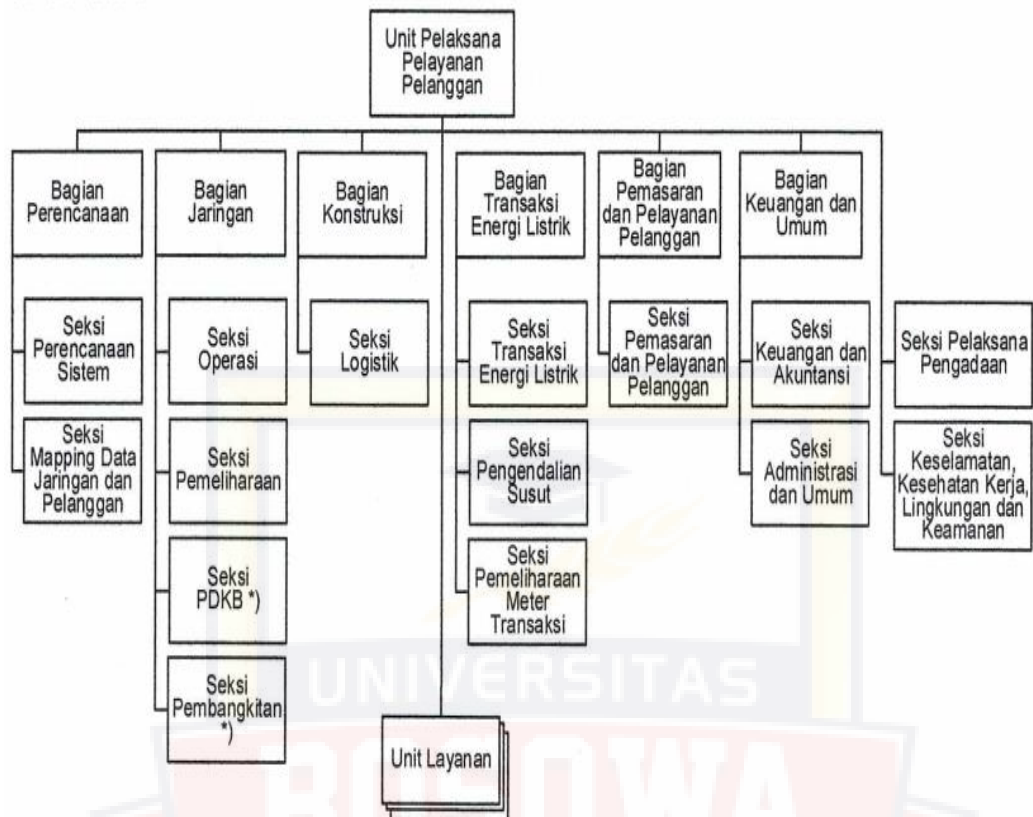 Unit Pelaksana
Pelayanan
Pelanggan
Bagian
Perencanaan
Bagian
Jaringan
Bagian
Konstruksi
Bagian
Transaksi
Energi Listrik
Bagian
Pemasaran
dan Pelayanan
Pelanggan
Bagian
Keuangan dan
Umum
Seksi
Perencanaan
Sistem
Seksi
Operasi
Seksi
Logistik
Seksi
Transaksi
Energi Listrik
Seksi
Pemasaran
dan Pelayanan
Pelanggan
Seksi
Keuangan dan
Akuntansi
Seksi Pelaksana
Pengadaan
Seksi
Mapping Data
Jaringan dan
Pelanggan
Seksi
Pemeliharaan
Seksi
Pengendalian
Susut
Seksi
Administrasi
dan Umum
Seksi
Keselamatan,
Kesehatan Kerja,
Lingkungan dan
Keamanan
Seksi
PDKB *)
Seksi
Pemeliharaan
Meter
Transaksi
Seksi
Pembangkitan
*)
Unit Layanan
UNIVERSITAS
BOSOWA